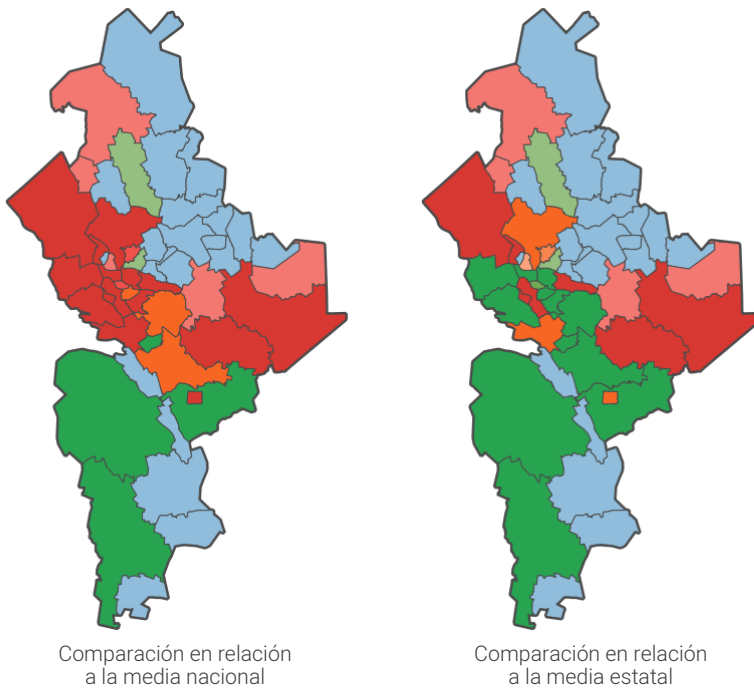 Comparación en relación
a la media nacional
Comparación en relación
a la media estatal